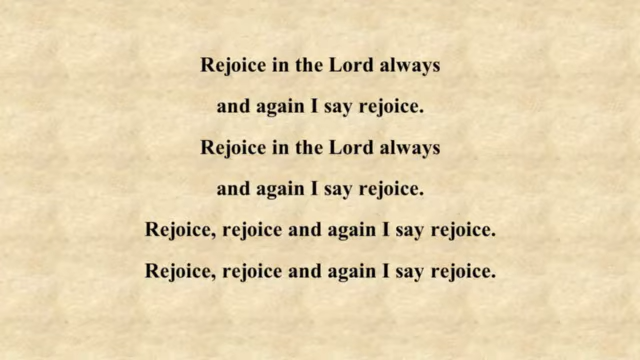 Rejoice in the Lord always
and again I say rejoice.
Rejoice in the Lord always
and again I say rejoice.
Rejoice, rejoice and again I say rejoice.
Rejoice, rejoice and again I say rejoice.